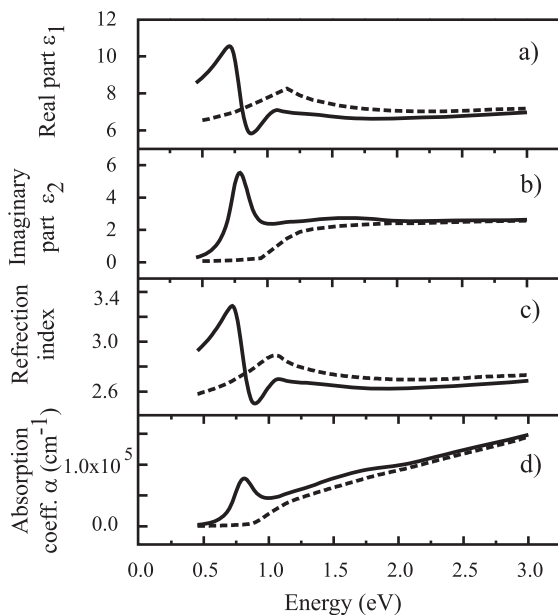 12
10
8
6
Real part ε1
a)
6
4
2
0
Imaginary
part ε2
b)
3.4
3.0
2.6
Refrection
index
c)
1.0x10^5
0.0
Absorption
coeff. α (cm^-1)
d)
0.0 0.5 1.0 1.5 2.0 2.5 3.0
Energy (eV)